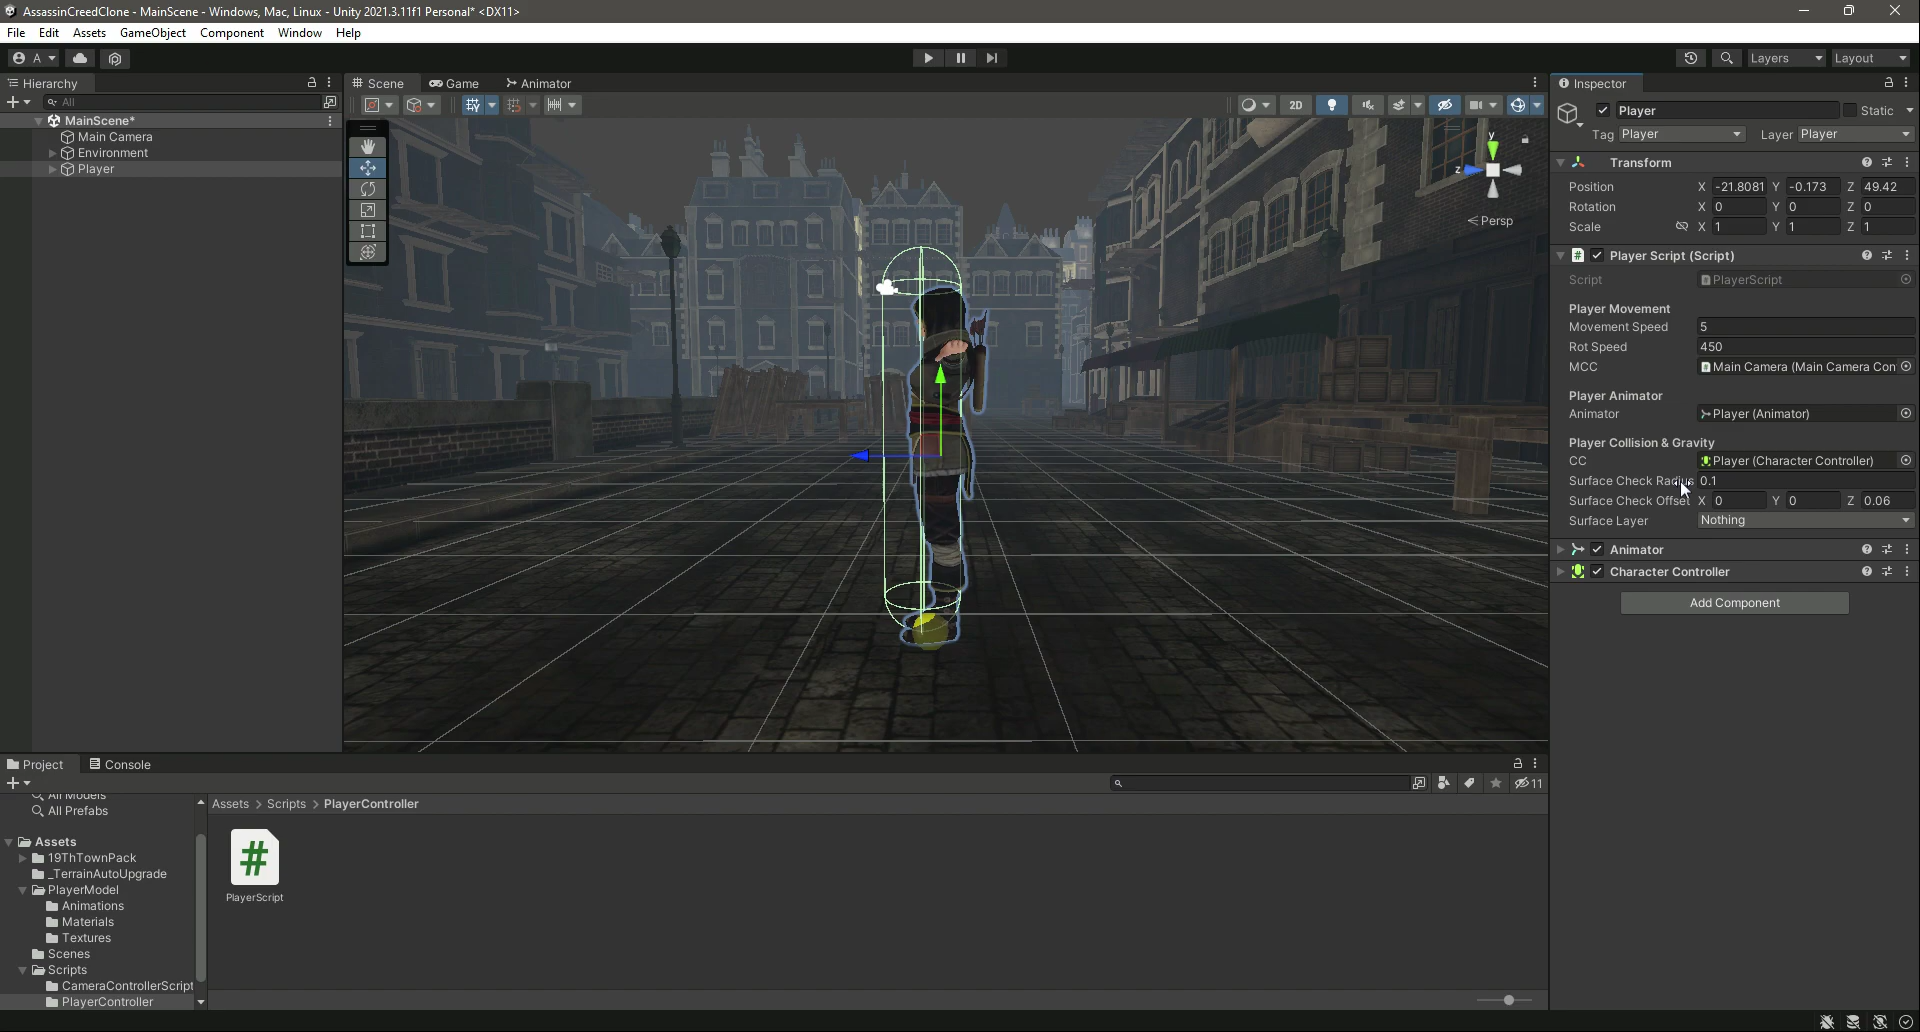 AssassinCreedClone - MainScene - Windows, Mac, Linux - Unity 2021.3.11f1 Personal* <DX11>
File Edit Assets GameObject Component Window Help
A Layers Layout
Hierarchy Scene Game Animator Inspector
All 2D
MainScene*
Main Camera
Environment
Player
y
z
Persp
Player Static
Tag Player Layer Player
Transform
Position X -21.8081 Y -0.173 Z 49.42
Rotation X 0 Y 0 Z 0
Scale X 1 Y 1 Z 1
# Player Script (Script)
Script PlayerScript
Player Movement
Movement Speed 5
Rot Speed 450
MCC Main Camera (Main Camera Con
Player Animator
Animator Player (Animator)
Player Collision & Gravity
CC Player (Character Controller)
Surface Check Radius 0.1
Surface Check Offset X 0 Y 0 Z 0.06
Surface Layer Nothing
Animator
Character Controller
Add Component
Project Console
11
All Models
All Prefabs
Assets > Scripts > PlayerController
Assets
19ThTownPack
_TerrainAutoUpgrade
PlayerModel
Animations
Materials
Textures
Scenes
Scripts
CameraControllerScript
PlayerController
#
PlayerScript